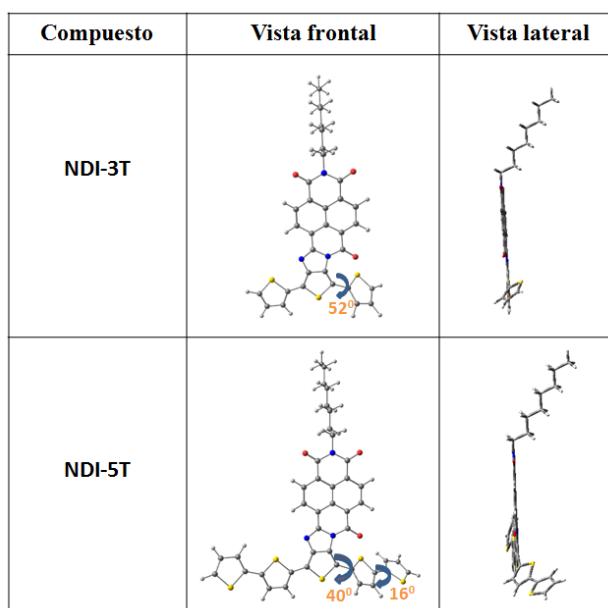 Compuesto Vista frontal Vista lateral
NDI-3T
52⁰
NDI-5T
40⁰ 16⁰